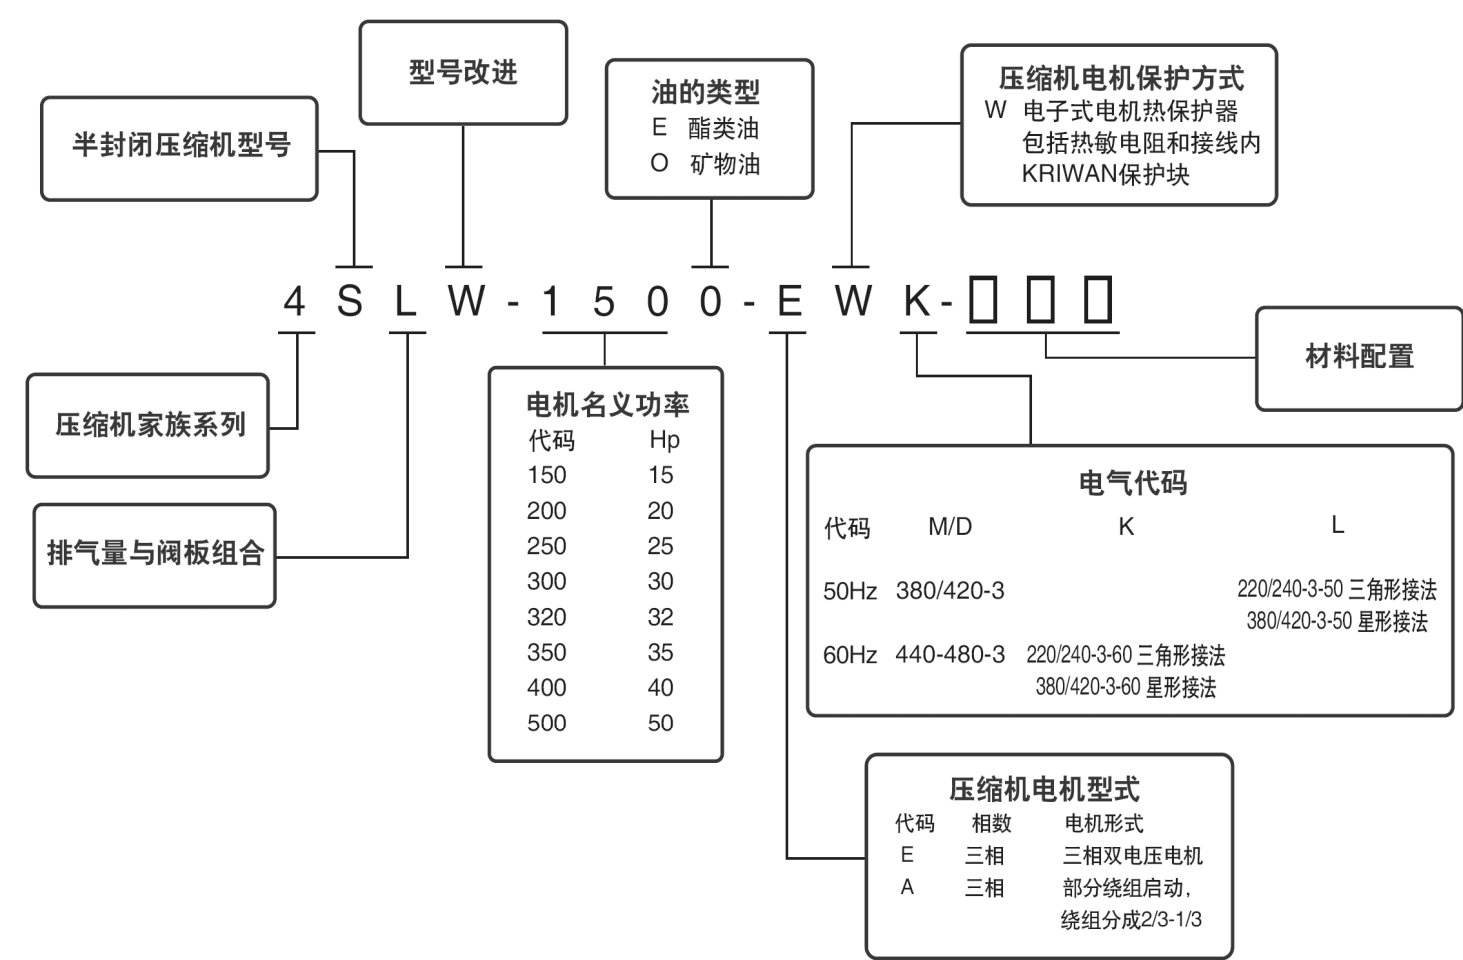 型号改进
半封闭压缩机型号
油的类型
E 酯类油
O 矿物油
压缩机电机保护方式
W 电子式电机热保护器
包括热敏电阻和接线内
KRIWAN保护块
4 S L W - 1 5 0 0 - E W K - □ □ □
材料配置
压缩机家族系列
排气量与阀板组合
电机名义功率
代码 Hp
150 15
200 20
250 25
300 30
320 32
350 35
400 40
500 50
电气代码
代码 M/D K L
50Hz 380/420-3 220/240-3-50 三角形接法
380/420-3-50 星形接法
60Hz 440-480-3 220/240-3-60 三角形接法
380/420-3-60 星形接法
压缩机电机型式
代码 相数 电机形式
E 三相 三相双电压电机
A 三相 部分绕组启动，
绕组分成2/3-1/3